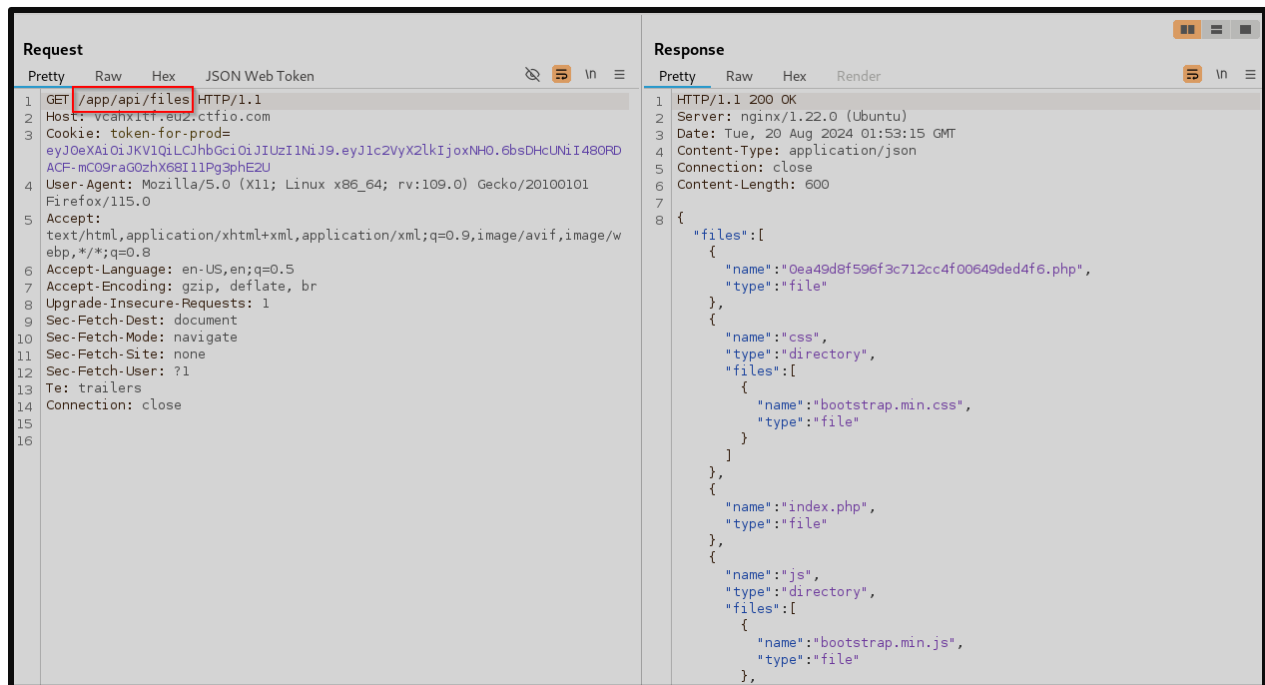 Request
Pretty Raw Hex JSON Web Token \n
1 GET /app/api/files HTTP/1.1
2 Host: vcahx1tf.eu2.ctfio.com
3 Cookie: token-for-prod=
eyJ0eXAiOiJKV1QiLCJhbGciOiJIUzI1NiJ9.eyJ1c2VyX2lkIjoxNH0.6bsDHcUNiI480RD
ACF-mC09raG0zhX68I11Pg3phE2U
4 User-Agent: Mozilla/5.0 (X11; Linux x86_64; rv:109.0) Gecko/20100101
Firefox/115.0
5 Accept:
text/html,application/xhtml+xml,application/xml;q=0.9,image/avif,image/w
ebp,*/*;q=0.8
6 Accept-Language: en-US,en;q=0.5
7 Accept-Encoding: gzip, deflate, br
8 Upgrade-Insecure-Requests: 1
9 Sec-Fetch-Dest: document
10 Sec-Fetch-Mode: navigate
11 Sec-Fetch-Site: none
12 Sec-Fetch-User: ?1
13 Te: trailers
14 Connection: close
15
16
Response
Pretty Raw Hex Render \n
1 HTTP/1.1 200 OK
2 Server: nginx/1.22.0 (Ubuntu)
3 Date: Tue, 20 Aug 2024 01:53:15 GMT
4 Content-Type: application/json
5 Connection: close
6 Content-Length: 600
7
8 {
"files":[
{
"name":"0ea49d8f596f3c712cc4f00649ded4f6.php",
"type":"file"
},
{
"name":"css",
"type":"directory",
"files":[
{
"name":"bootstrap.min.css",
"type":"file"
}
]
},
{
"name":"index.php",
"type":"file"
},
{
"name":"js",
"type":"directory",
"files":[
{
"name":"bootstrap.min.js",
"type":"file"
},